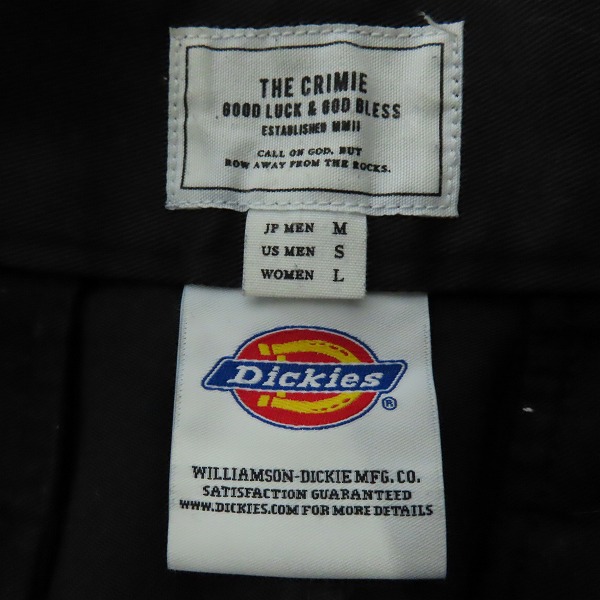 THE CRIMIE
GOOD LUCK & GOD BLESS
ESTABLISHED MMII
CALL ON GOD, BUT
ROW AWAY FROM THE ROCKS.
JP MEN M
US MEN S
WOMEN L
Dickies ®
WILLIAMSON-DICKIE MFG. CO.
SATISFACTION GUARANTEED
WWW.DICKIES.COM FOR MORE DETAILS